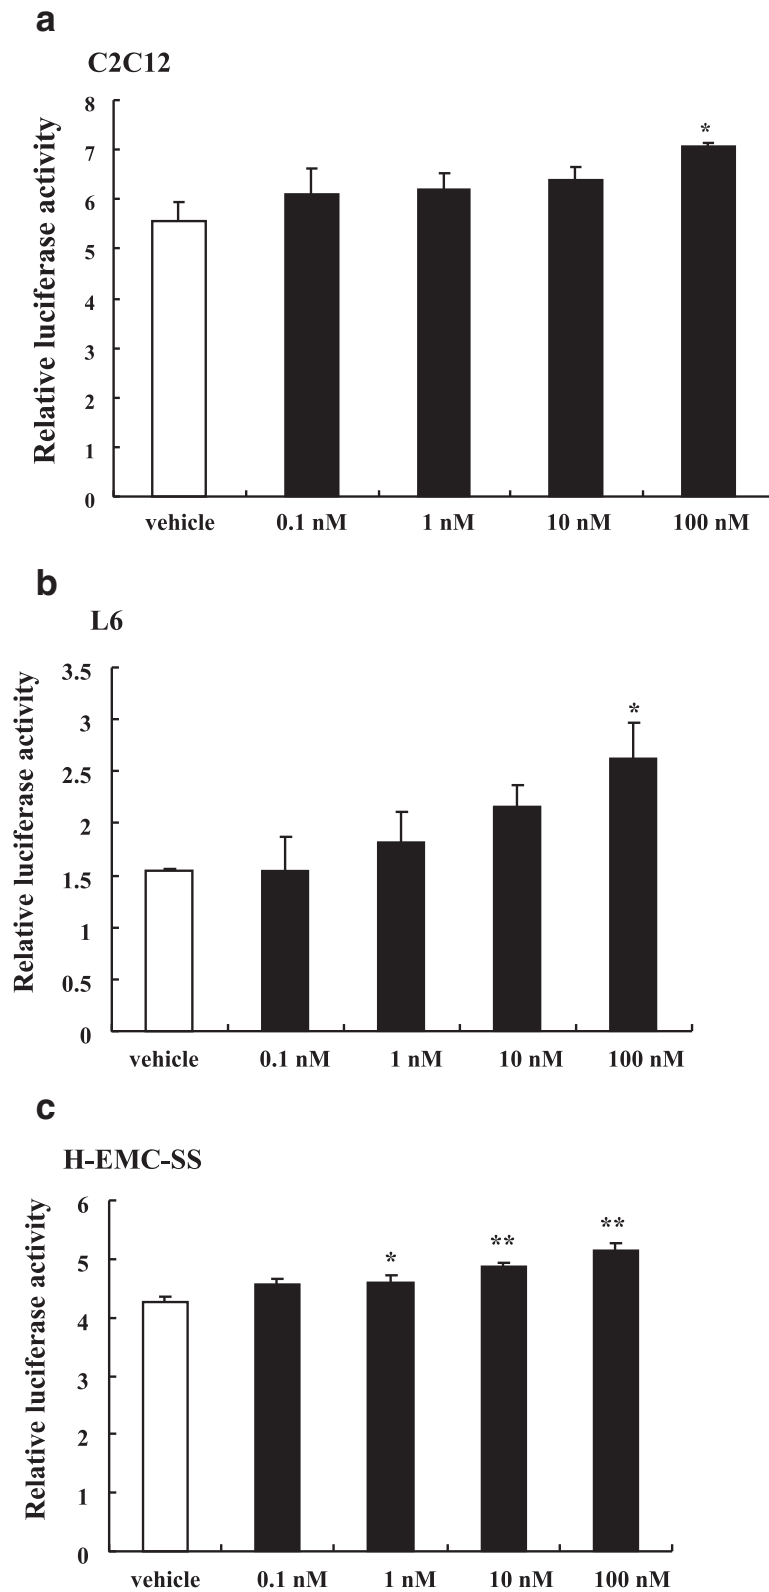 a
C2C12
Relative luciferase activity
8
7
6
5
4
3
2
1
0
*
vehicle 0.1 nM 1 nM 10 nM 100 nM
b
L6
Relative luciferase activity
3.5
3
2.5
2
1.5
1
0.5
0
*
vehicle 0.1 nM 1 nM 10 nM 100 nM
c
H-EMC-SS
Relative luciferase activity
6
5
4
3
2
1
0
* ** **
vehicle 0.1 nM 1 nM 10 nM 100 nM